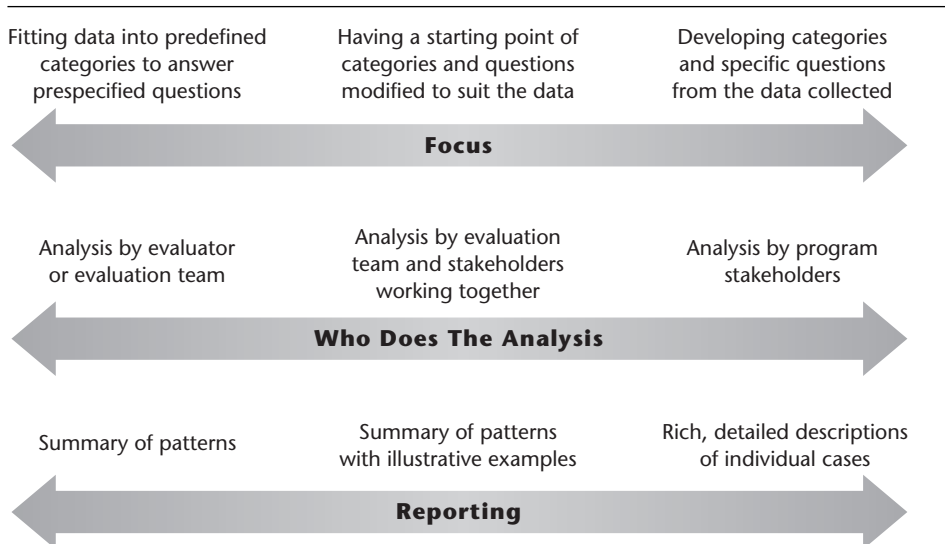 Fitting data into predefined
categories to answer
prespecified questions
Having a starting point of
categories and questions
modified to suit the data
Developing categories
and specific questions
from the data collected
Focus
Analysis by evaluator
or evaluation team
Analysis by evaluation
team and stakeholders
working together
Analysis by program
stakeholders
Who Does The Analysis
Summary of patterns
Summary of patterns
with illustrative examples
Rich, detailed descriptions
of individual cases
Reporting